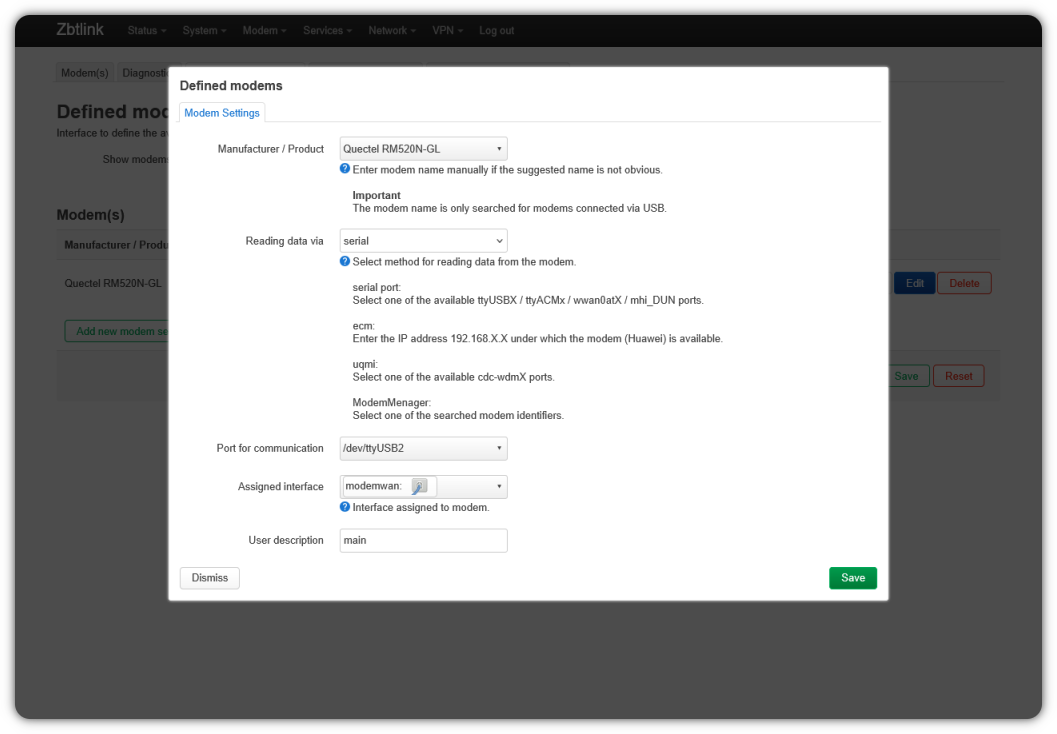 Zbtlink Status System Modem Services Network VPN Log out
Modem(s) Diagnosti
Defined modems
Modem Settings
Defined mod
Interface to define the a
Show modems
Manufacturer / Product Quectel RM520N-GL
Enter modem name manually if the suggested name is not obvious.
Important
The modem name is only searched for modems connected via USB.
Modem(s)
Manufacturer / Produ
Reading data via serial
Select method for reading data from the modem.
Quectel RM520N-GL Edit Delete
serial port:
Select one of the available ttyUSBX / ttyACMx / wwan0atX / mhi_DUN ports.
ecm:
Enter the IP address 192.168.X.X under which the modem (Huawei) is available.
Add new modem se
uqmi:
Select one of the available cdc-wdmX ports.
Save Reset
ModemMenager:
Select one of the searched modem identifiers.
Port for communication /dev/ttyUSB2
Assigned interface modemwan:
Interface assigned to modem.
User description main
Dismiss Save